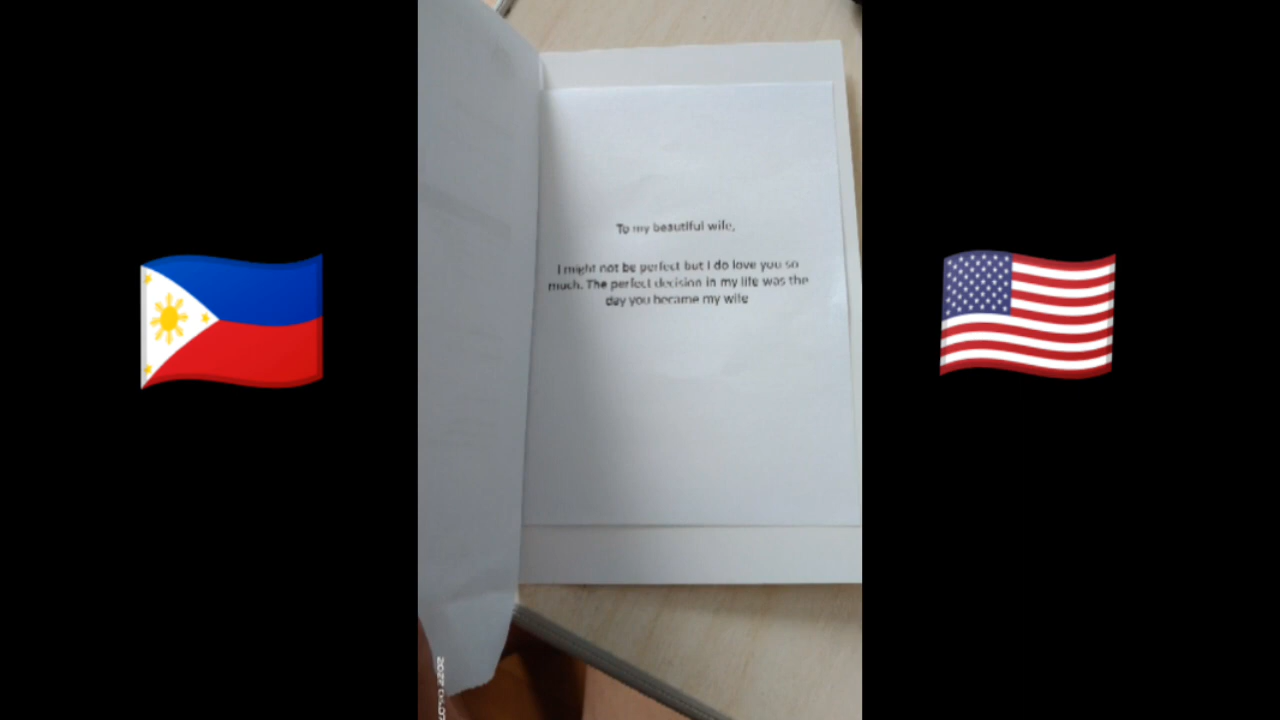 To my beautiful wife,
I might not be perfect but I do love you so
much. The perfect decision in my life was the
day you became my wife